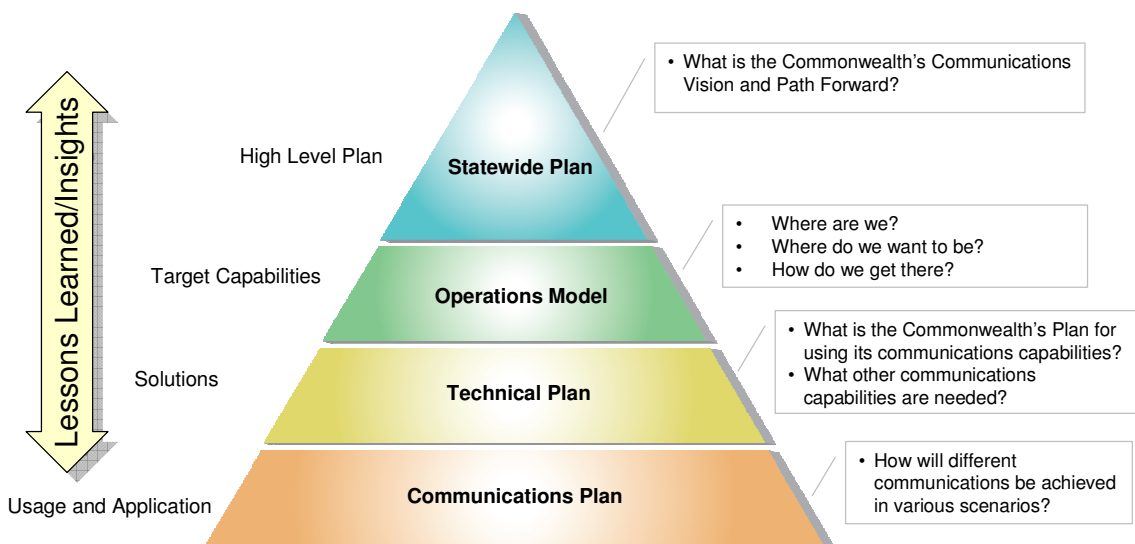 Lessons Learned/Insights
High Level Plan
Statewide Plan
• What is the Commonwealth's Communications
Vision and Path Forward?
Target Capabilities
Operations Model
• Where are we?
• Where do we want to be?
• How do we get there?
Solutions
Technical Plan
• What is the Commonwealth's Plan for
using its communications capabilities?
• What other communications
capabilities are needed?
Usage and Application
Communications Plan
• How will different
communications be achieved
in various scenarios?